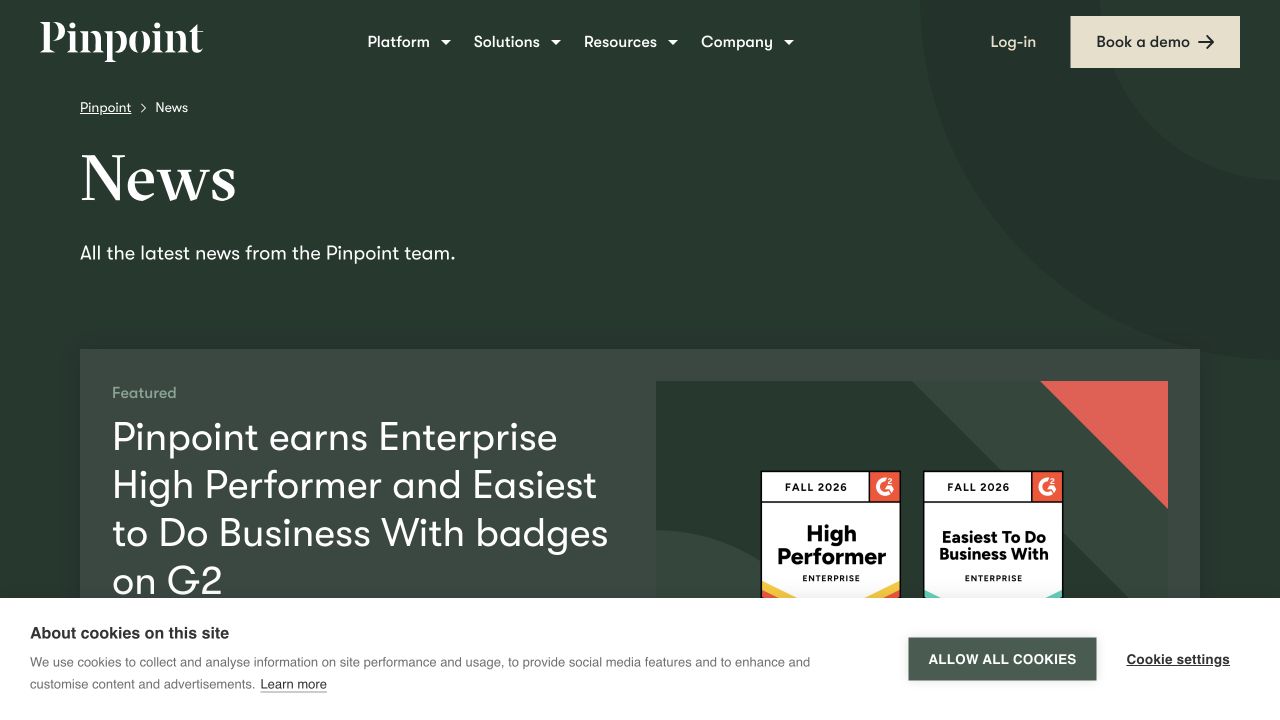 Pinpoint
Platform
Solutions
Resources
Company
Log-in
Book a demo
Pinpoint
News
News
All the latest news from the Pinpoint team.
Featured
Pinpoint earns Enterprise
High Performer and Easiest
to Do Business With badges
on G2
FALL 2026
G2
High
Performer
ENTERPRISE
FALL 2026
G2
Easiest To Do
Business With
ENTERPRISE
About cookies on this site
We use cookies to collect and analyse information on site performance and usage, to provide social media features and to enhance and
customise content and advertisements. Learn more
ALLOW ALL COOKIES
Cookie settings